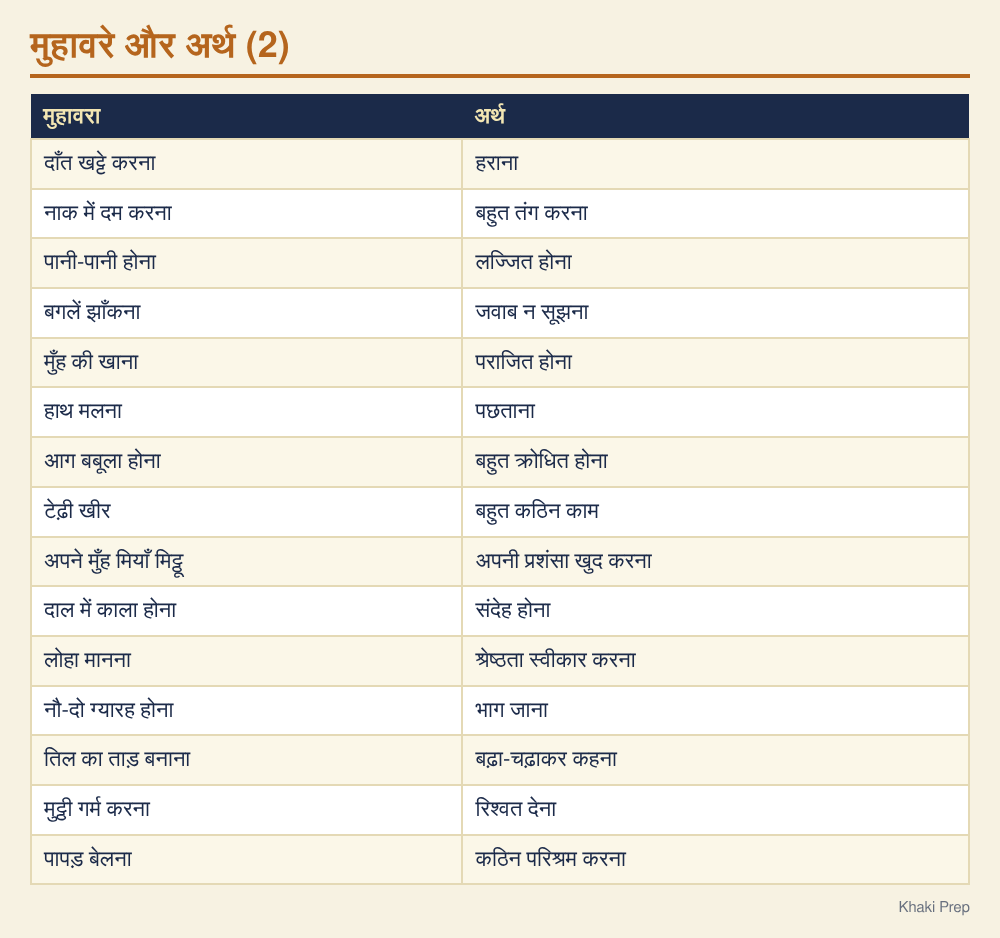 मुहावरे और अर्थ (2)
मुहावरा अर्थ
दाँत खट्टे करना हराना
नाक में दम करना बहुत तंग करना
पानी-पानी होना लज्जित होना
बगलें झाँकना जवाब न सूझना
मुँह की खाना पराजित होना
हाथ मलना पछताना
आग बबूला होना बहुत क्रोधित होना
टेढ़ी खीर बहुत कठिन काम
अपने मुँह मियाँ मिट्ठू अपनी प्रशंसा खुद करना
दाल में काला होना संदेह होना
लोहा मानना श्रेष्ठता स्वीकार करना
नौ-दो ग्यारह होना भाग जाना
तिल का ताड़ बनाना बढ़ा-चढ़ाकर कहना
मुट्ठी गर्म करना रिश्वत देना
पापड़ बेलना कठिन परिश्रम करना
Khaki Prep